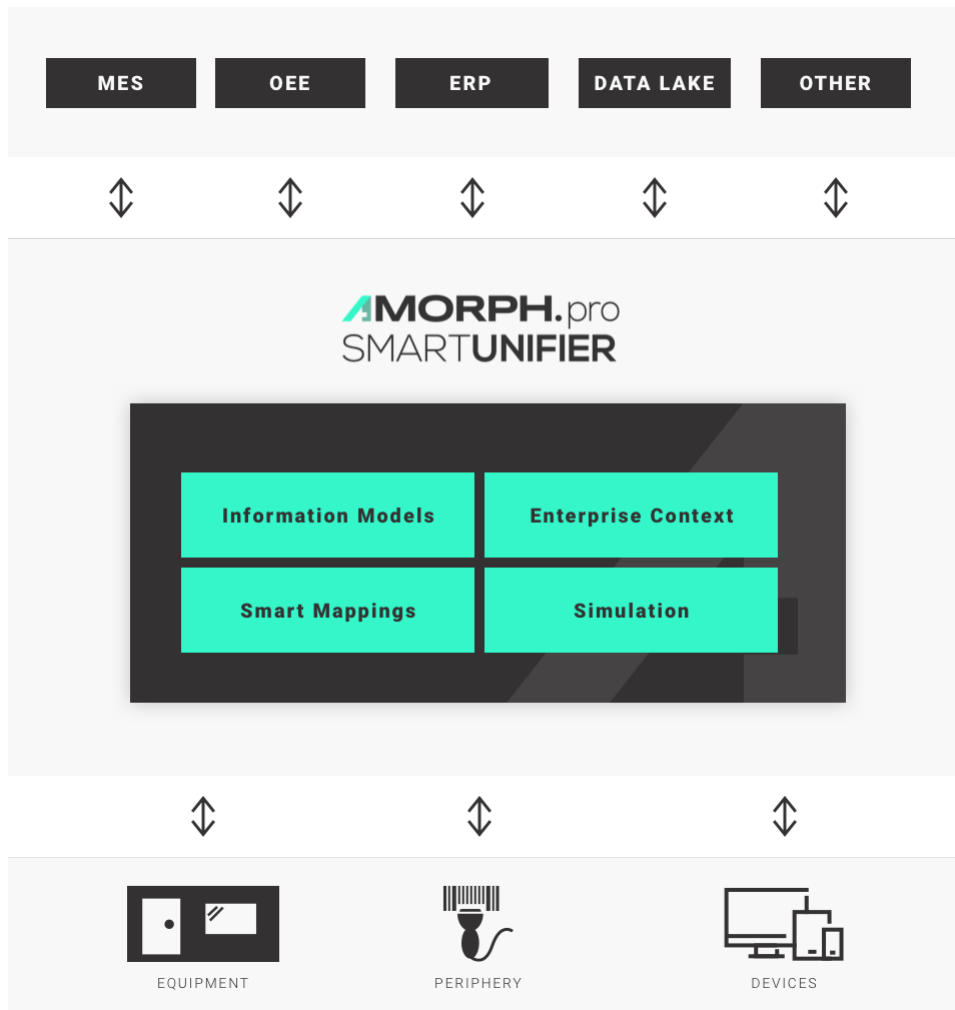 MES
OEE
ERP
DATA LAKE
OTHER
AMORPH.pro
SMARTUNIFIER
Information Models
Enterprise Context
Smart Mappings
Simulation
EQUIPMENT
PERIPHERY
DEVICES